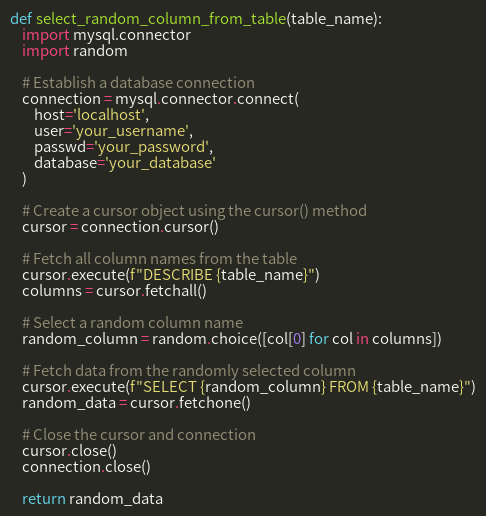 def select_random_column_from_table(table_name):
    import mysql.connector
    import random

    # Establish a database connection
    connection = mysql.connector.connect(
        host='localhost',
        user='your_username',
        passwd='your_password',
        database='your_database'
    )

    # Create a cursor object using the cursor() method
    cursor = connection.cursor()

    # Fetch all column names from the table
    cursor.execute(f"DESCRIBE {table_name}")
    columns = cursor.fetchall()

    # Select a random column name
    random_column = random.choice([col[0] for col in columns])

    # Fetch data from the randomly selected column
    cursor.execute(f"SELECT {random_column} FROM {table_name}")
    random_data = cursor.fetchone()

    # Close the cursor and connection
    cursor.close()
    connection.close()

    return random_data